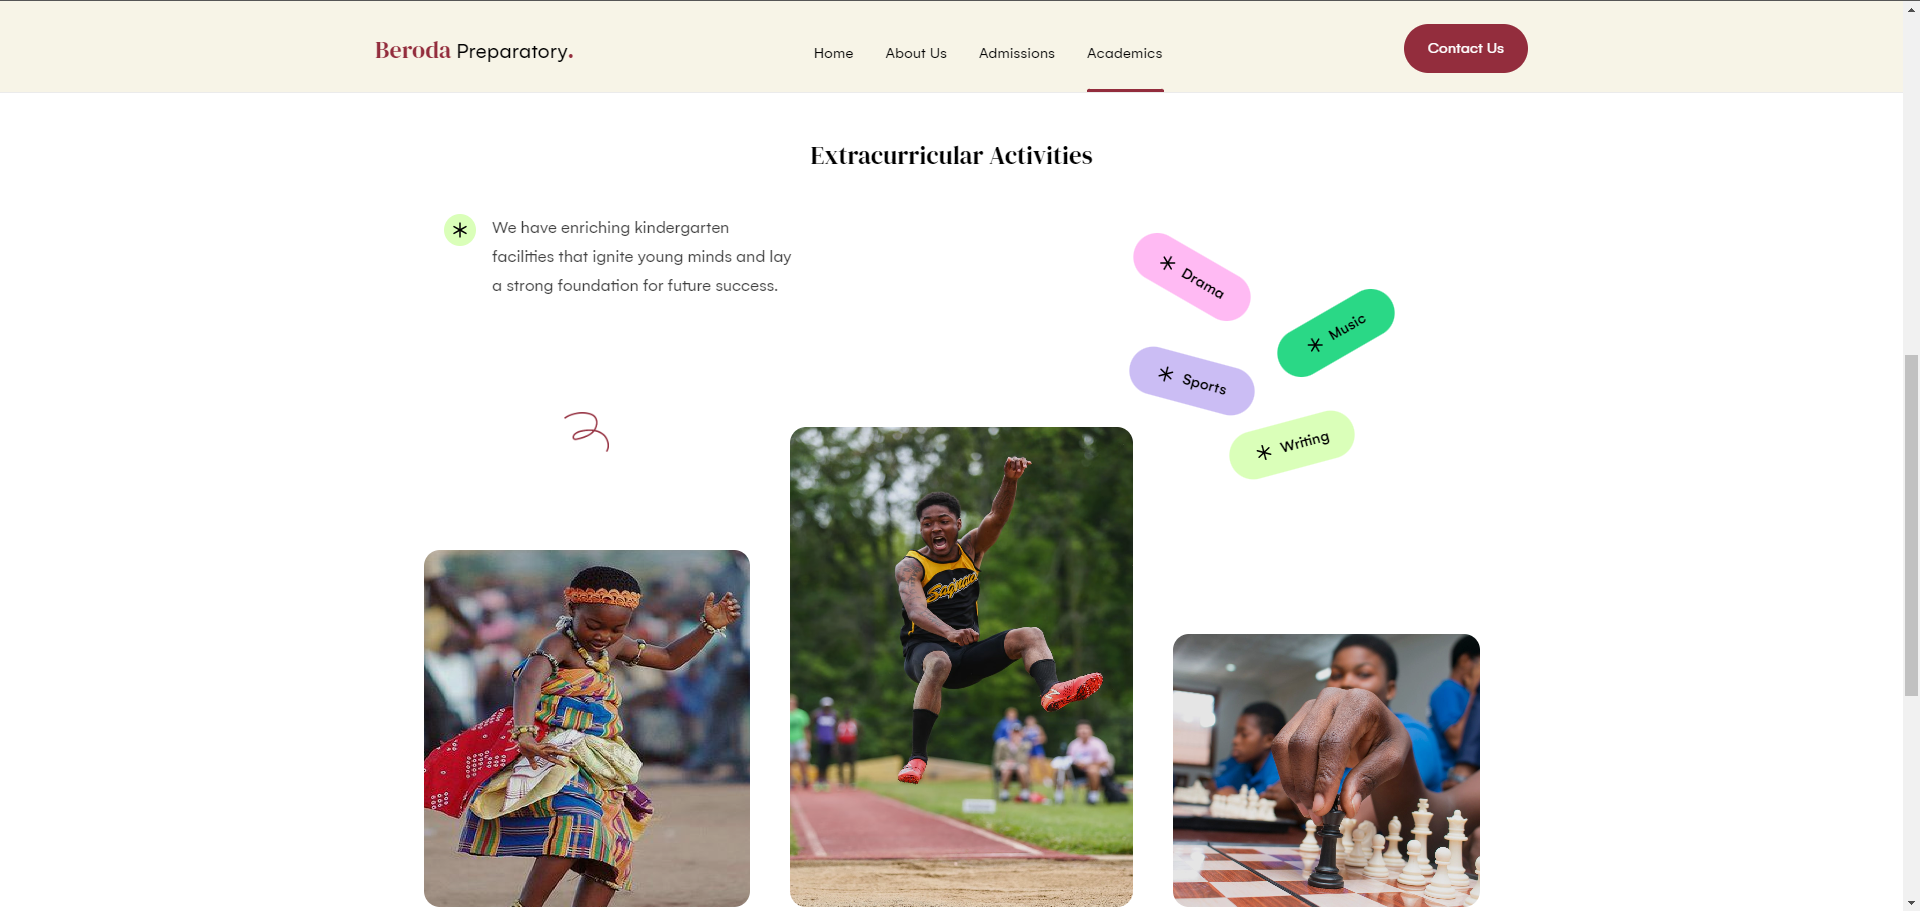 Beroda Preparatory.
Home
About Us
Admissions
Academics
Contact Us
Extracurricular Activities
We have enriching kindergarten
facilities that ignite young minds and lay
a strong foundation for future success.
Drama
Music
Sports
Writing